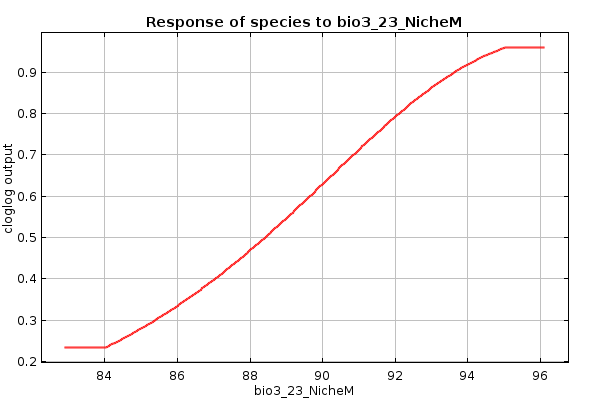 Response of species to bio3_23_NicheM
cloglog output
0.9
0.8
0.7
0.6
0.5
0.4
0.3
0.2
84 86 88 90 92 94 96
bio3_23_NicheM